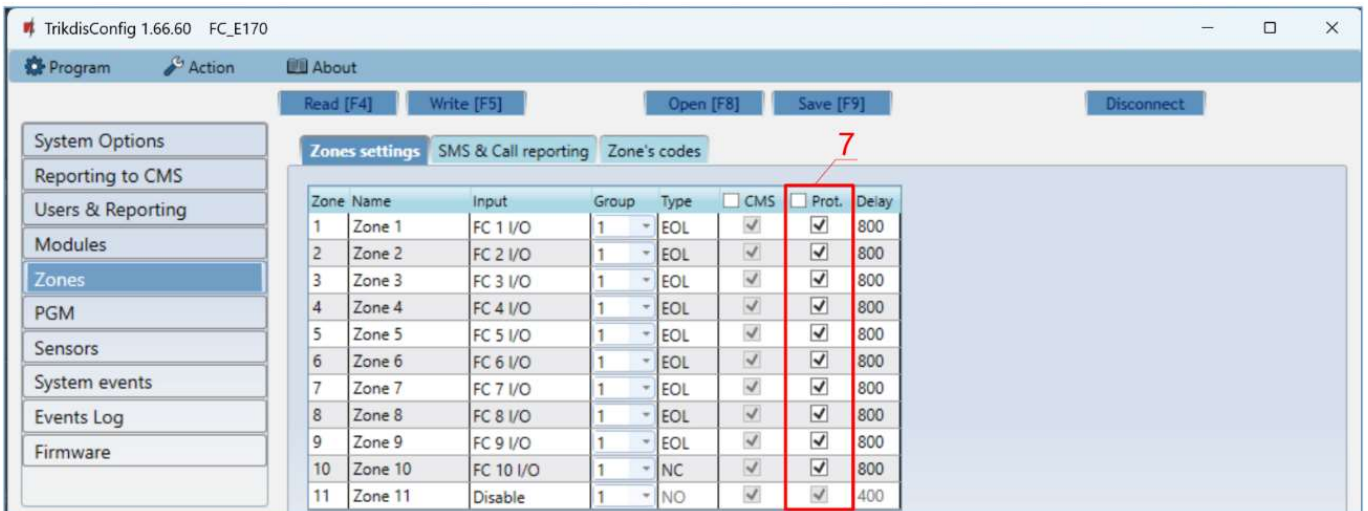 TrikdisConfig 1.66.60 FC_E170
Program Action About
Read [F4] Write [F5] Open [F8] Save [F9] Disconnect
System Options
Reporting to CMS
Users & Reporting
Modules
Zones
PGM
Sensors
System events
Events Log
Firmware
Zones settings SMS & Call reporting Zone's codes
7
Zone Name Input Group Type CMS Prot. Delay
1 Zone 1 FC 1 I/O 1 EOL 800
2 Zone 2 FC 2 I/O 1 EOL 800
3 Zone 3 FC 3 I/O 1 EOL 800
4 Zone 4 FC 4 I/O 1 EOL 800
5 Zone 5 FC 5 I/O 1 EOL 800
6 Zone 6 FC 6 I/O 1 EOL 800
7 Zone 7 FC 7 I/O 1 EOL 800
8 Zone 8 FC 8 I/O 1 EOL 800
9 Zone 9 FC 9 I/O 1 EOL 800
10 Zone 10 FC 10 I/O 1 NC 800
11 Zone 11 Disable 1 NO 400